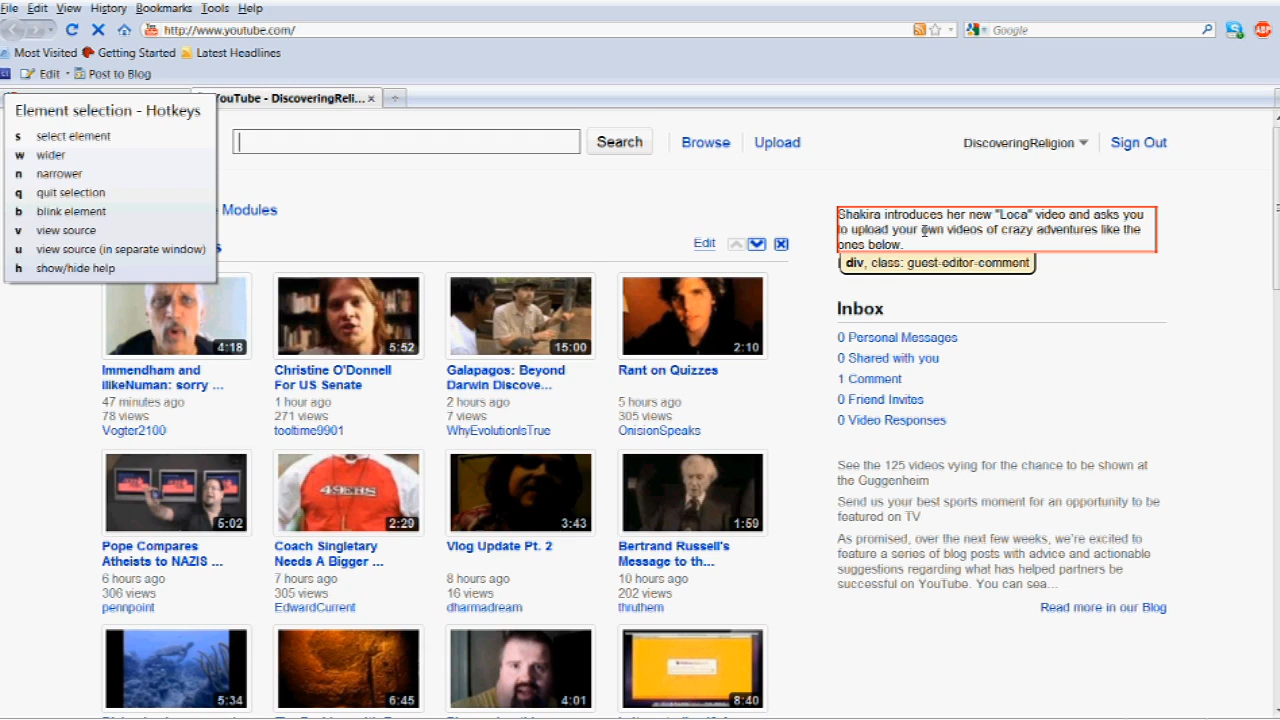 File Edit View History Bookmarks Tools Help
http://www.youtube.com/
Google
Most Visited Getting Started Latest Headlines
Edit Post to Blog
YouTube - DiscoveringReli...
Element selection - Hotkeys
s select element
w wider
n narrower
q quit selection
b blink element
v view source
u view source (in separate window)
h show/hide help
Search Browse Upload
DiscoveringReligion Sign Out
Modules
Edit
Shakira introduces her new "Loca" video and asks you
to upload your own videos of crazy adventures like the
ones below.
div, class: guest-editor-comment
4:18
Immendham and
ilikeNuman: sorry ...
47 minutes ago
78 views
Vogter2100
5:52
Christine O'Donnell
For US Senate
1 hour ago
271 views
tooltime9901
15:00
Galapagos: Beyond
Darwin Discove...
2 hours ago
7 views
WhyEvolutionIsTrue
2:10
Rant on Quizzes
5 hours ago
305 views
OnisionSpeaks
5:02
Pope Compares
Atheists to NAZIS ...
6 hours ago
306 views
pennpoint
49ERS
2:29
Coach Singletary
Needs A Bigger ...
7 hours ago
305 views
EdwardCurrent
3:43
Vlog Update Pt. 2
8 hours ago
16 views
dharmadream
1:59
Bertrand Russell's
Message to th...
10 hours ago
202 views
thruthem
5:34
6:45
4:01
8:40
Inbox
0 Personal Messages
0 Shared with you
1 Comment
0 Friend Invites
0 Video Responses
See the 125 videos vying for the chance to be shown at
the Guggenheim
Send us your best sports moment for an opportunity to be
featured on TV
As promised, over the next few weeks, we're excited to
feature a series of blog posts with advice and actionable
suggestions regarding what has helped partners be
successful on YouTube. You can sea...
Read more in our Blog